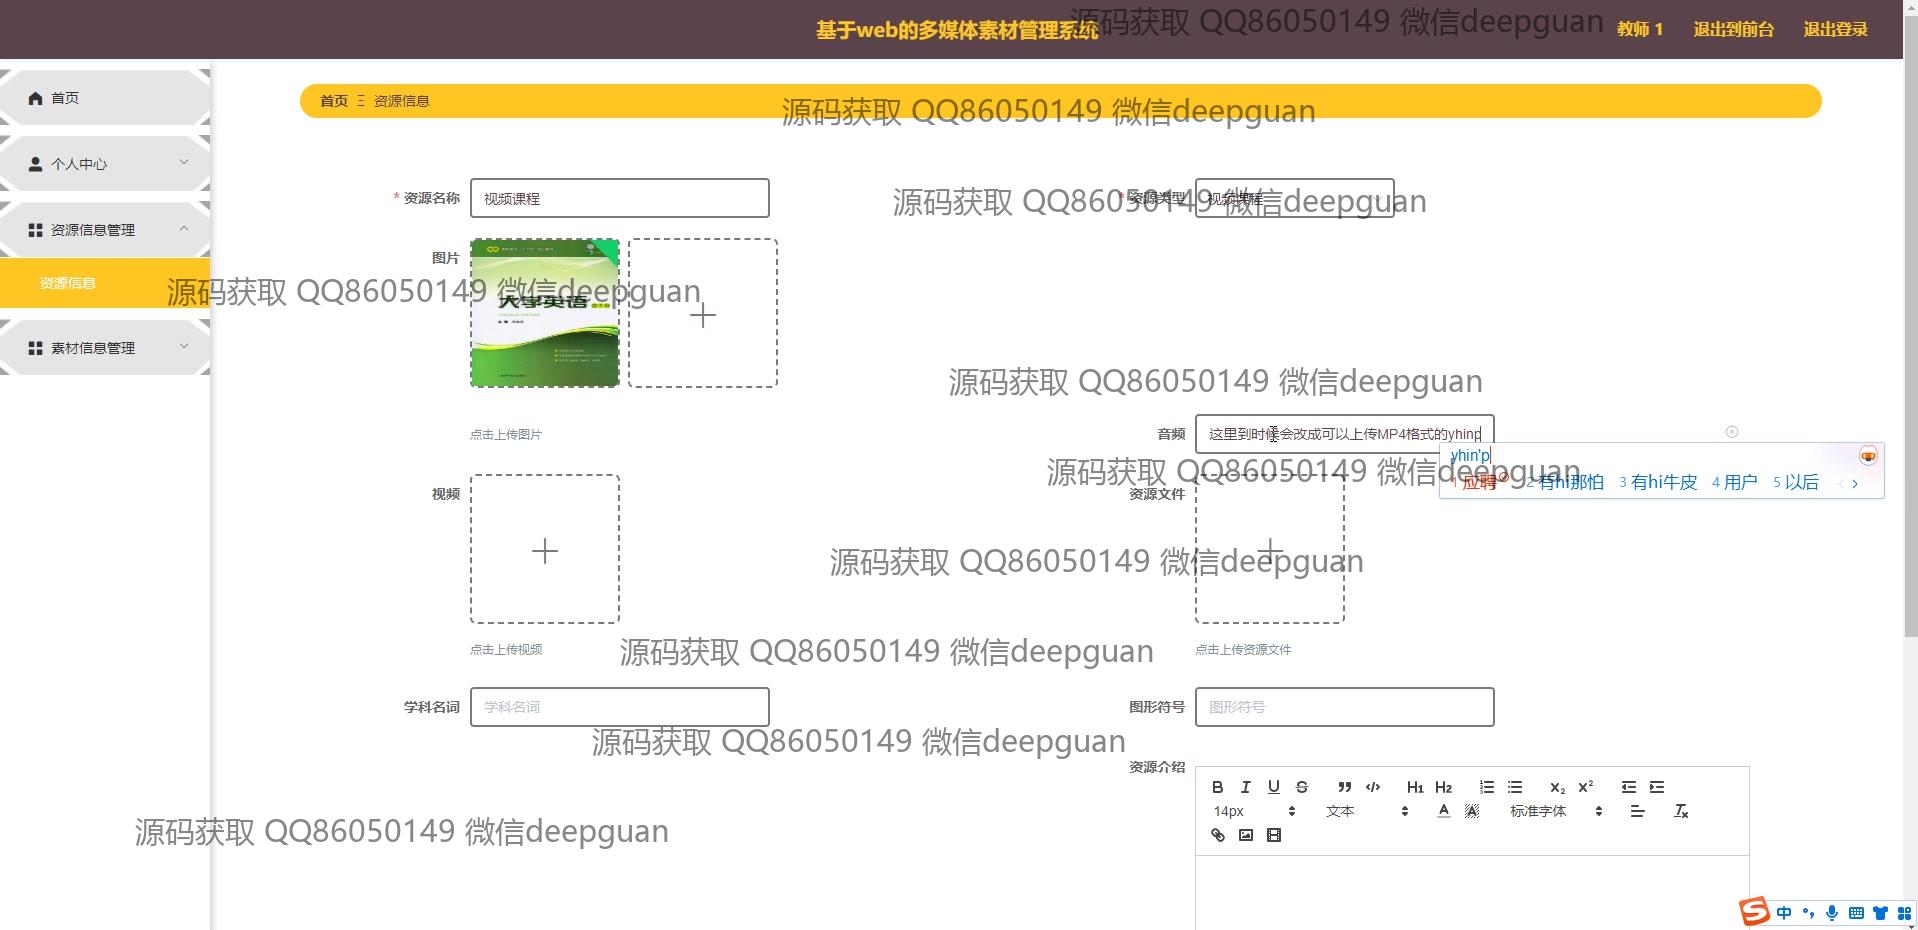 基于web的多媒体素材管理系统
源码获取 QQ86050149 微信deepguan
教师 1
退出到前台
退出登录
首页
个人中心
资源信息管理
资源信息
素材信息管理
首页 Ξ 资源信息
源码获取 QQ86050149 微信deepguan
* 资源名称
视频课程
* 资源类型
视频课程
源码获取 QQ86050149 微信deepguan
图片
大学英语
源码获取 QQ86050149 微信deepguan
源码获取 QQ86050149 微信deepguan
点击上传图片
音频
这里到时候会改成可以上传MP4格式的yhinp
yhin'p
1 应聘 2 有hi那怕 3 有hi牛皮 4 用户 5 以后
源码获取 QQ86050149 微信deepguan
视频
资源文件
源码获取 QQ86050149 微信deepguan
点击上传视频
源码获取 QQ86050149 微信deepguan
点击上传资源文件
学科名词
学科名词
图形符号
图形符号
源码获取 QQ86050149 微信deepguan
资源介绍
B I U S H1 H2 X2 X2
14px 文本 A A 标准字体 Tx
源码获取 QQ86050149 微信deepguan
中